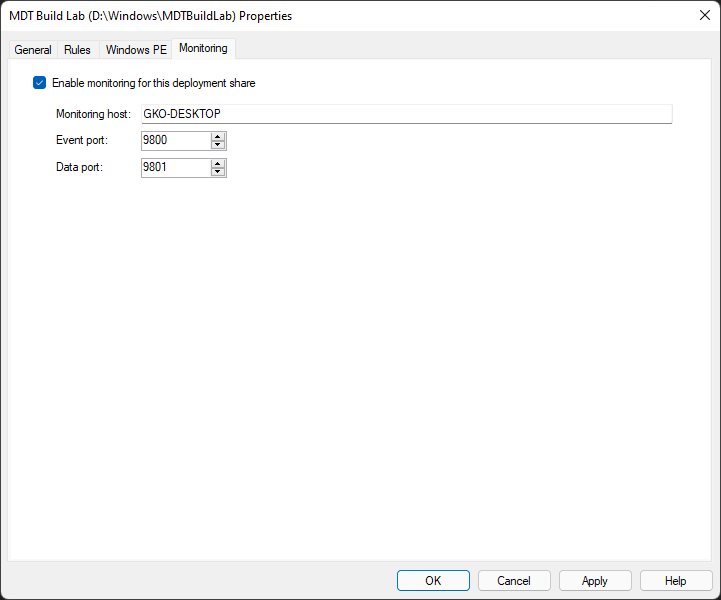 MDT Build Lab (D:\Windows\MDTBuildLab) Properties
General Rules Windows PE Monitoring
Enable monitoring for this deployment share
Monitoring host: GKO-DESKTOP
Event port: 9800
Data port: 9801
OK Cancel Apply Help